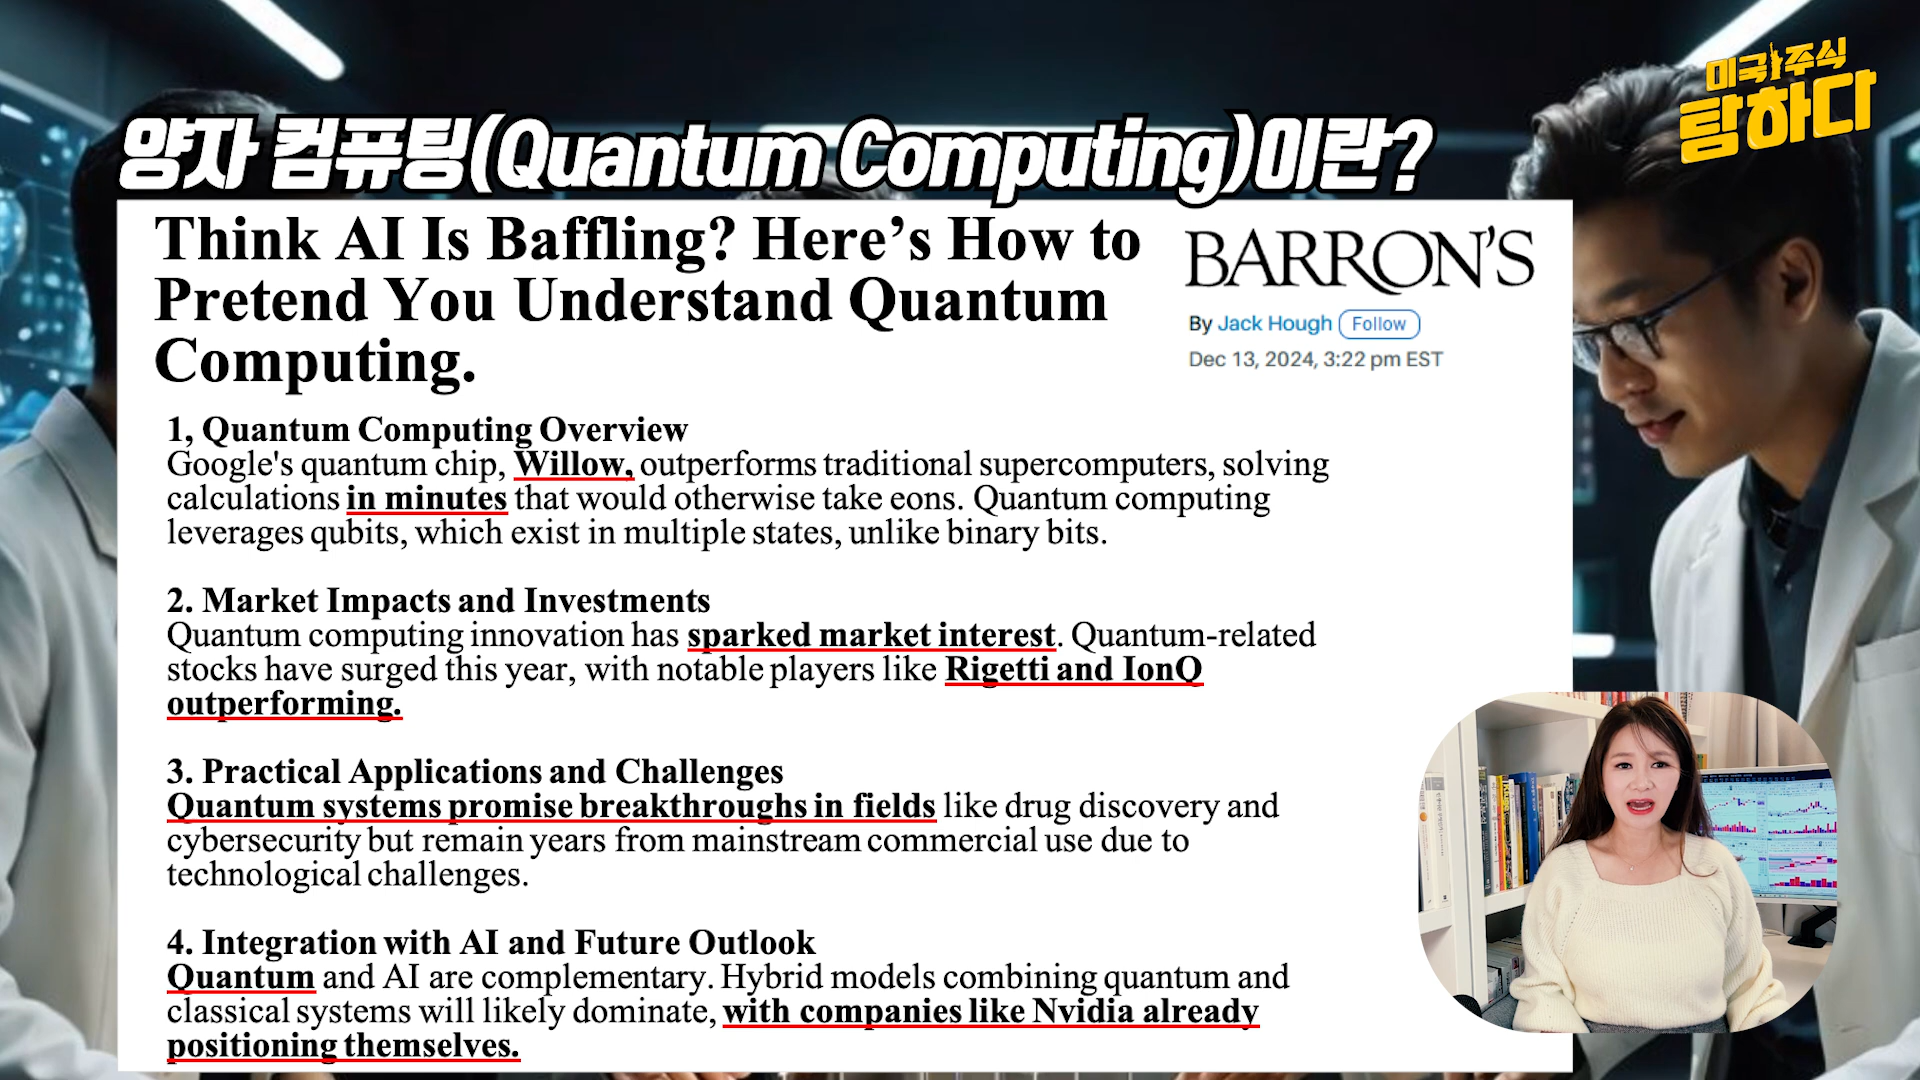 미국주식
탐하다
양자 컴퓨팅(Quantum Computing)이란?
Think AI Is Baffling? Here’s How to
Pretend You Understand Quantum
Computing.
BARRON'S
By Jack Hough Follow
Dec 13, 2024, 3:22 pm EST
1, Quantum Computing Overview
Google's quantum chip, Willow, outperforms traditional supercomputers, solving
calculations in minutes that would otherwise take eons. Quantum computing
leverages qubits, which exist in multiple states, unlike binary bits.
2. Market Impacts and Investments
Quantum computing innovation has sparked market interest. Quantum-related
stocks have surged this year, with notable players like Rigetti and IonQ
outperforming.
3. Practical Applications and Challenges
Quantum systems promise breakthroughs in fields like drug discovery and
cybersecurity but remain years from mainstream commercial use due to
technological challenges.
4. Integration with AI and Future Outlook
Quantum and AI are complementary. Hybrid models combining quantum and
classical systems will likely dominate, with companies like Nvidia already
positioning themselves.